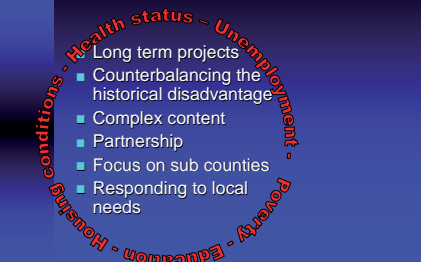 Health status – Unemployment - Poverty - Education - Housing conditions -
Long term projects
Counterbalancing the
historical disadvantage
Complex content
Partnership
Focus on sub counties
Responding to local
needs